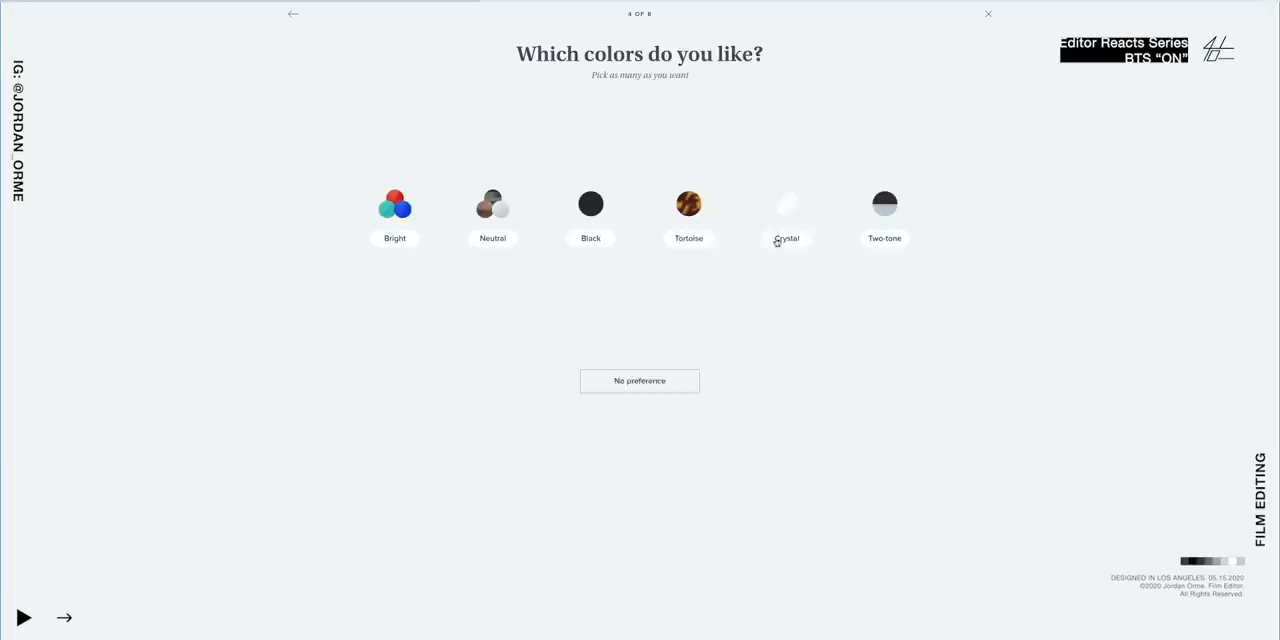 4 OF 8
Which colors do you like?
Pick as many as you want
Editor Reacts Series
BTS “ON”
IG: @JORDAN_ORME
Bright
Neutral
Black
Tortoise
Crystal
Two-tone
No preference
FILM EDITING
DESIGNED IN LOS ANGELES. 05.15.2020
©2020 Jordan Orme. Film Editor.
All Rights Reserved.